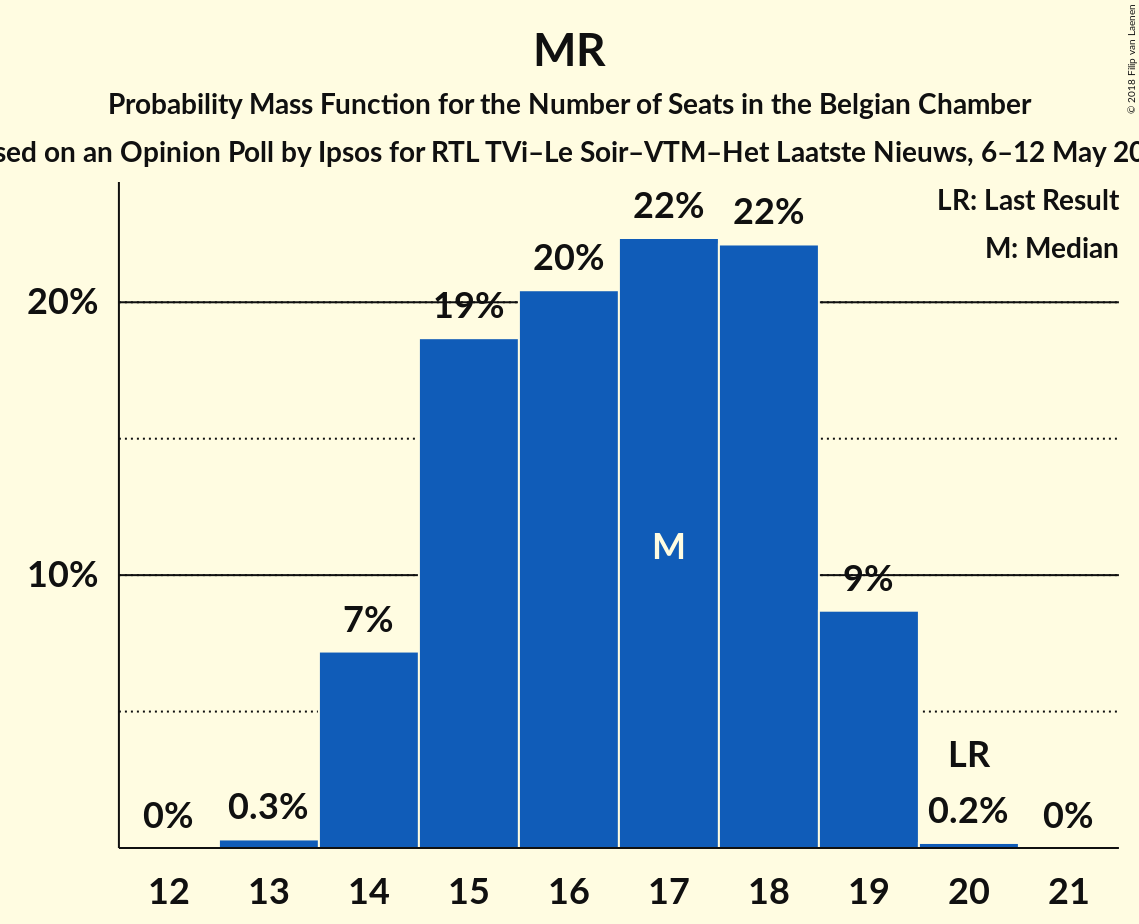 MR
Probability Mass Function for the Number of Seats in the Belgian Chamber
on an Opinion Poll by Ipsos for RTL TVi–Le Soir–VTM–Het Laatste Nieuws, 6–12 May
© 2018 Filip van Laenen
LR: Last Result
M: Median
20%
10%
0%
0.3%
7%
19%
20%
22%
22%
9%
LR
0.2%
0%
M
12 13 14 15 16 17 18 19 20 21